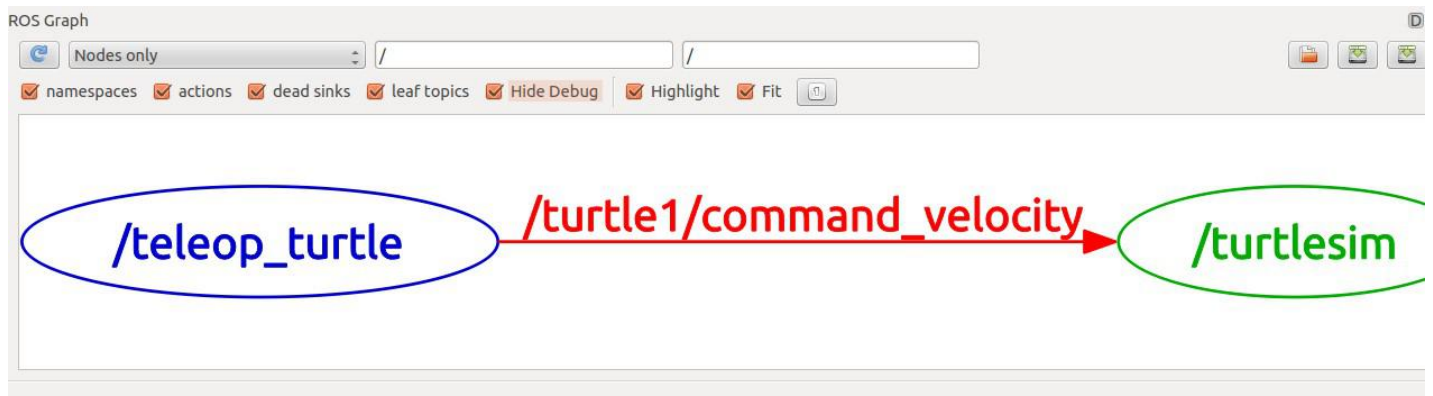 ROS Graph
D
Nodes only / /
namespaces actions dead sinks leaf topics Hide Debug Highlight Fit
/teleop_turtle /turtle1/command_velocity /turtlesim